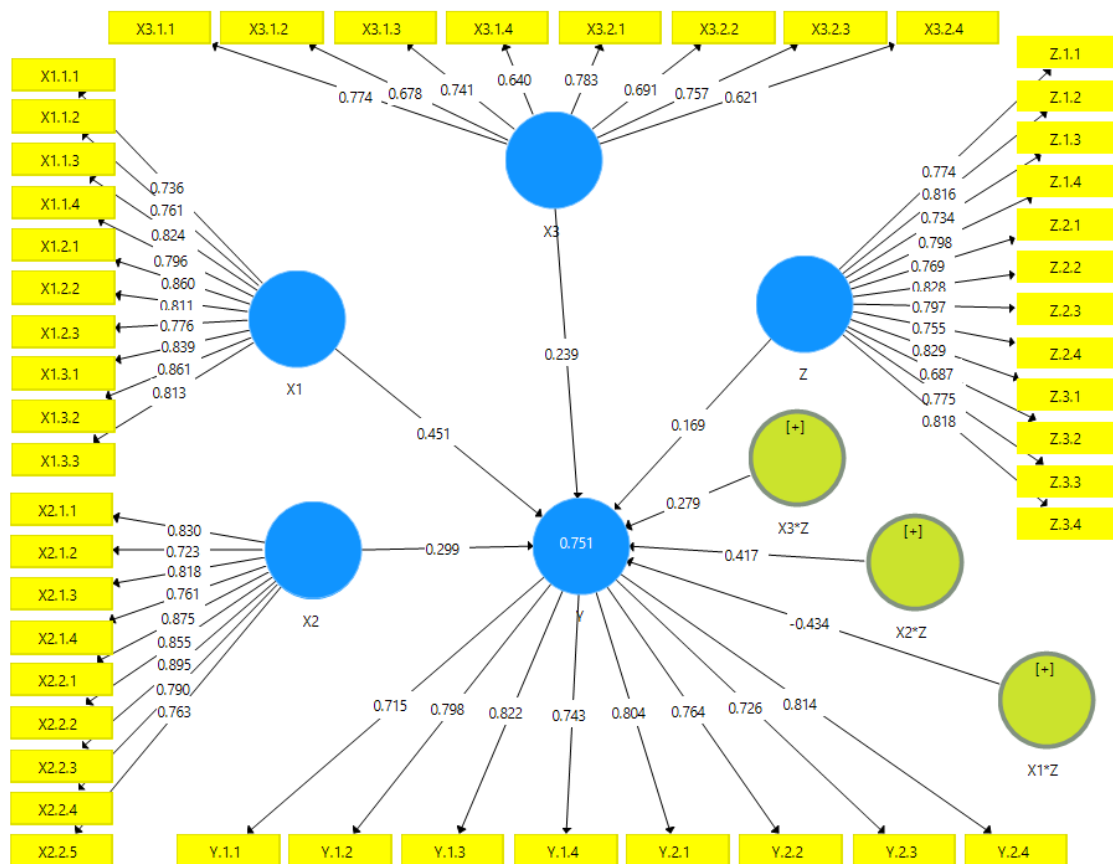 X3.1.1 X3.1.2 X3.1.3 X3.1.4 X3.2.1 X3.2.2 X3.2.3 X3.2.4
0.774 0.678 0.741 0.640 0.783 0.691 0.757 0.621
X3
X1.1.1
X1.1.2
X1.1.3
X1.1.4
X1.2.1
X1.2.2
X1.2.3
X1.3.1
X1.3.2
X1.3.3
0.736
0.761
0.824
0.796
0.860
0.811
0.776
0.839
0.861
0.813
X1
Z.1.1
Z.1.2
Z.1.3
Z.1.4
Z.2.1
Z.2.2
Z.2.3
Z.2.4
Z.3.1
Z.3.2
Z.3.3
Z.3.4
0.774
0.816
0.734
0.798
0.769
0.828
0.797
0.755
0.829
0.687
0.775
0.818
Z
0.239
0.451
0.169
[+]
X3*Z
0.279
X2.1.1
X2.1.2
X2.1.3
X2.1.4
X2.2.1
X2.2.2
X2.2.3
X2.2.4
X2.2.5
0.830
0.723
0.818
0.761
0.875
0.855
0.895
0.790
0.763
X2
0.299
0.751
Y
[+]
X2*Z
0.417
[+]
X1*Z
-0.434
0.715 0.798 0.822 0.743 0.804 0.764 0.726 0.814
Y.1.1 Y.1.2 Y.1.3 Y.1.4 Y.2.1 Y.2.2 Y.2.3 Y.2.4